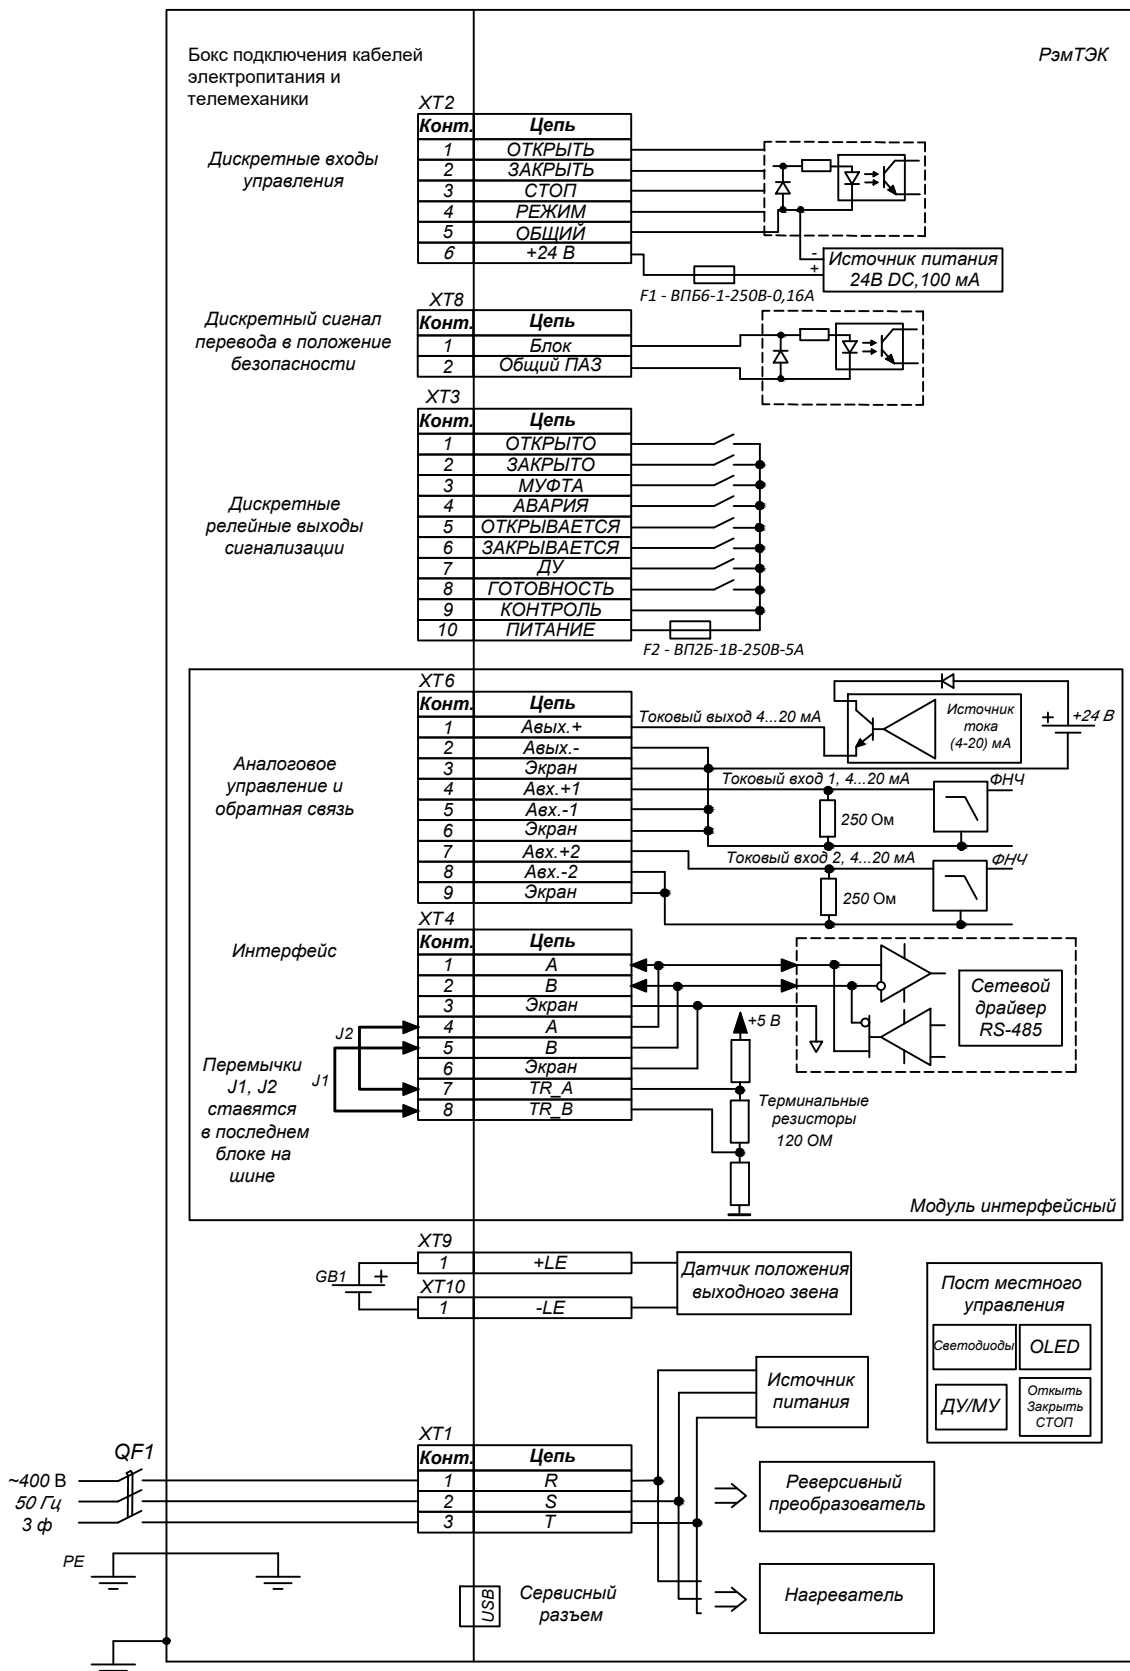 Бокс подключения кабелей
электропитания и
телемеханики
РэмТЭК
Дискретные входы
управления
XT2
Конт. Цепь
1 ОТКРЫТЬ
2 ЗАКРЫТЬ
3 СТОП
4 РЕЖИМ
5 ОБЩИЙ
6 +24 В
-
+
Источник питания
24В DC,100 мА
F1 - ВПБ6-1-250В-0,16А
Дискретный сигнал
перевода в положение
безопасности
XT8
Конт. Цепь
1 Блок
2 Общий ПАЗ
Дискретные
релейные выходы
сигнализации
XT3
Конт. Цепь
1 ОТКРЫТО
2 ЗАКРЫТО
3 МУФТА
4 АВАРИЯ
5 ОТКРЫВАЕТСЯ
6 ЗАКРЫВАЕТСЯ
7 ДУ
8 ГОТОВНОСТЬ
9 КОНТРОЛЬ
10 ПИТАНИЕ
F2 - ВП2Б-1В-250В-5А
Аналоговое
управление и
обратная связь
XT6
Конт. Цепь
1 Авых.+
2 Авых.-
3 Экран
4 Авх.+1
5 Авх.-1
6 Экран
7 Авх.+2
8 Авх.-2
9 Экран
Токовый выход 4...20 мА
Источник
тока
(4-20) мА
+ +24 В
Токовый вход 1, 4...20 мА
ФНЧ
250 Ом
Токовый вход 2, 4...20 мА
ФНЧ
250 Ом
Интерфейс
XT4
Конт. Цепь
1 A
2 B
3 Экран
4 A
5 B
6 Экран
7 TR_A
8 TR_B
J2
J1
Перемычки
J1, J2
ставятся
в последнем
блоке на
шине
+5 В
Терминальные
резисторы
120 ОМ
Сетевой
драйвер
RS-485
Модуль интерфейсный
XT9
1 +LE
XT10
1 -LE
GB1
+
Датчик положения
выходного звена
Пост местного
управления
Светодиоды
OLED
ДУ/МУ
Откыть
Закрыть
СТОП
Источник
питания
QF1
~400 В
50 Гц
3 ф
XT1
Конт. Цепь
1 R
2 S
3 T
Реверсивный
преобразователь
PE
USB
Сервисный
разъем
Нагреватель